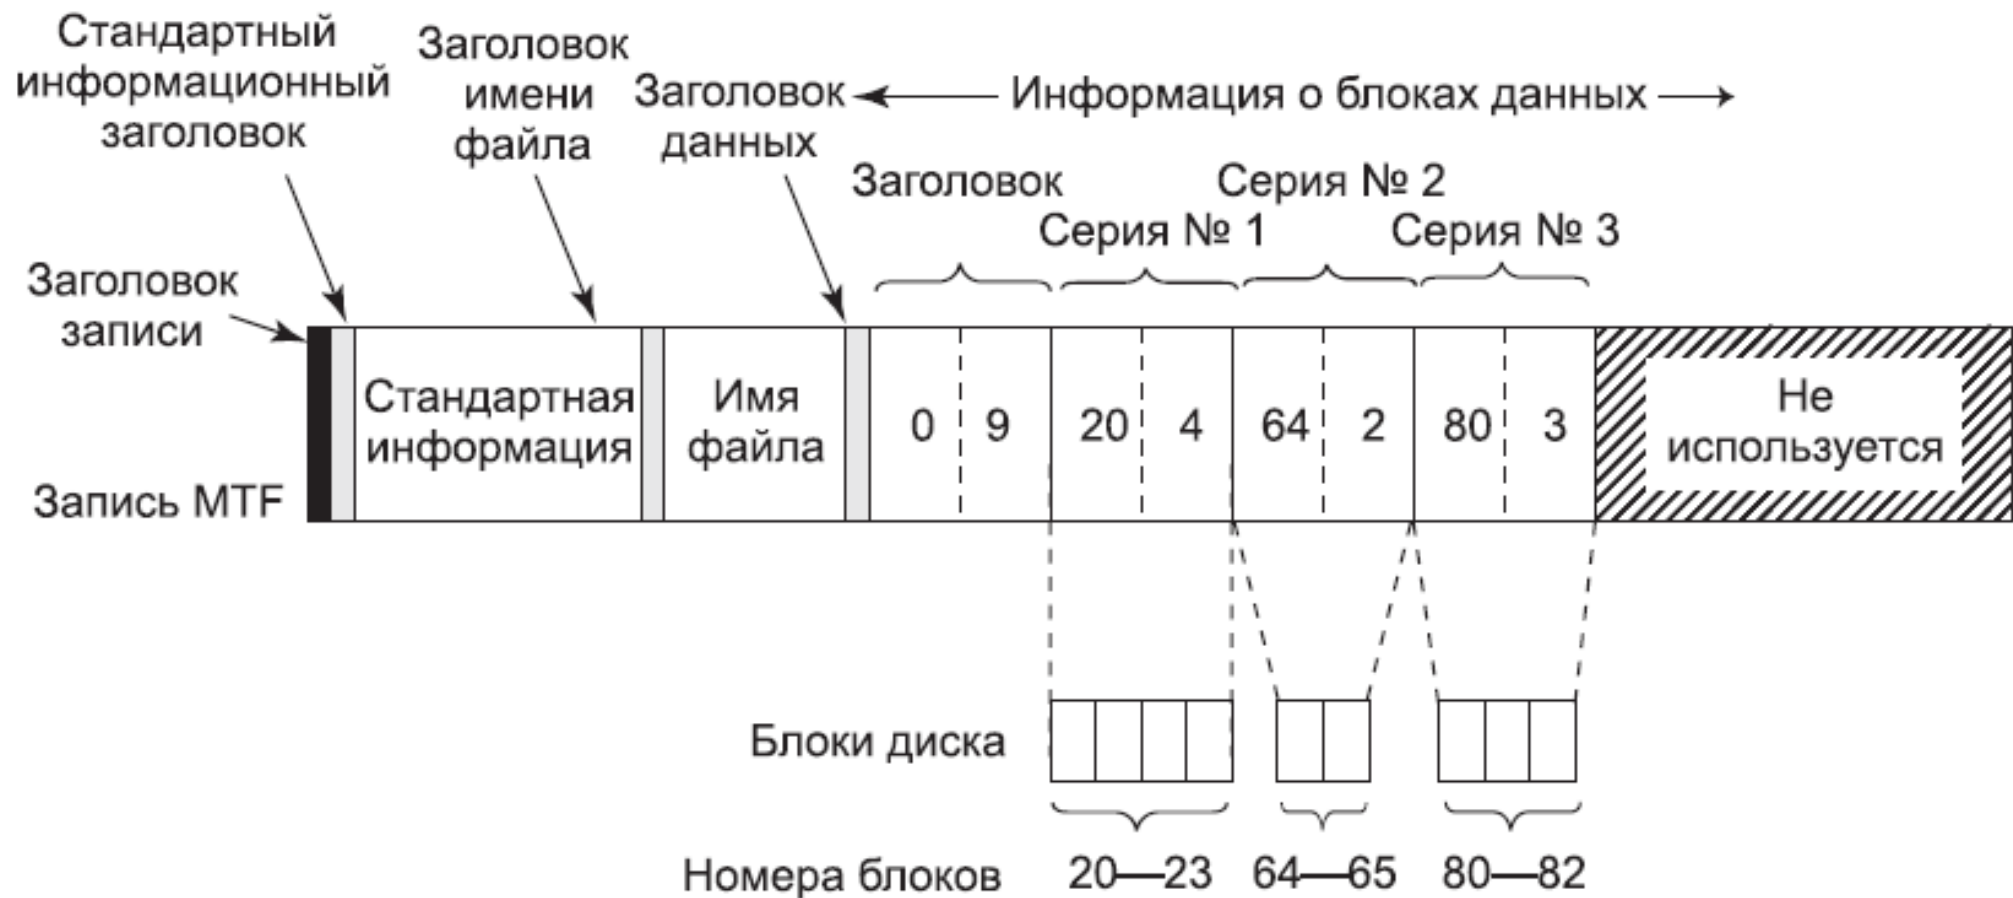 Стандартный
информационный
заголовок
Заголовок
имени
файла
Заголовок
данных
Информация о блоках данных
Заголовок
Серия № 1
Серия № 2
Серия № 3
Заголовок
записи
Запись MTF
Стандартная
информация
Имя
файла
0 9 20 4 64 2 80 3
Не
используется
Блоки диска
Номера блоков 20—23 64—65 80—82